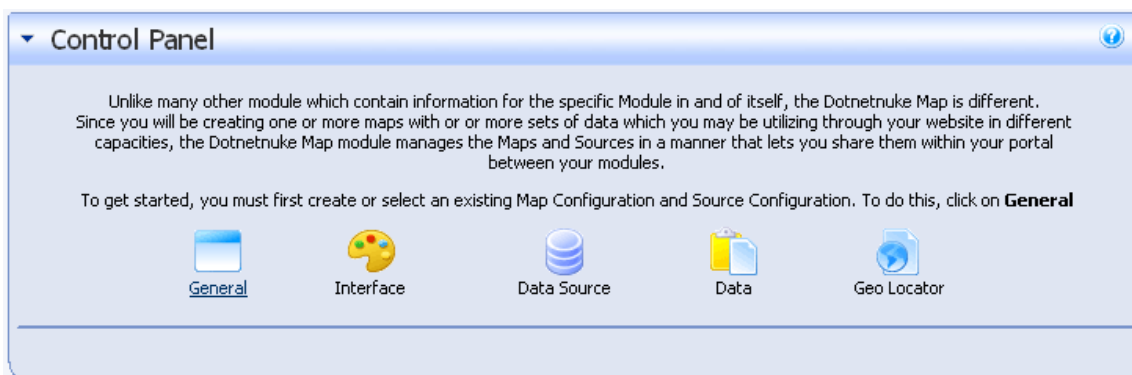 Control Panel
Unlike many other module which contain information for the specific Module in and of itself, the Dotnetnuke Map is different.
Since you will be creating one or more maps with or or more sets of data which you may be utilizing through your website in different
capacities, the Dotnetnuke Map module manages the Maps and Sources in a manner that lets you share them within your portal
between your modules.
To get started, you must first create or select an existing Map Configuration and Source Configuration. To do this, click on General
General Interface Data Source Data Geo Locator